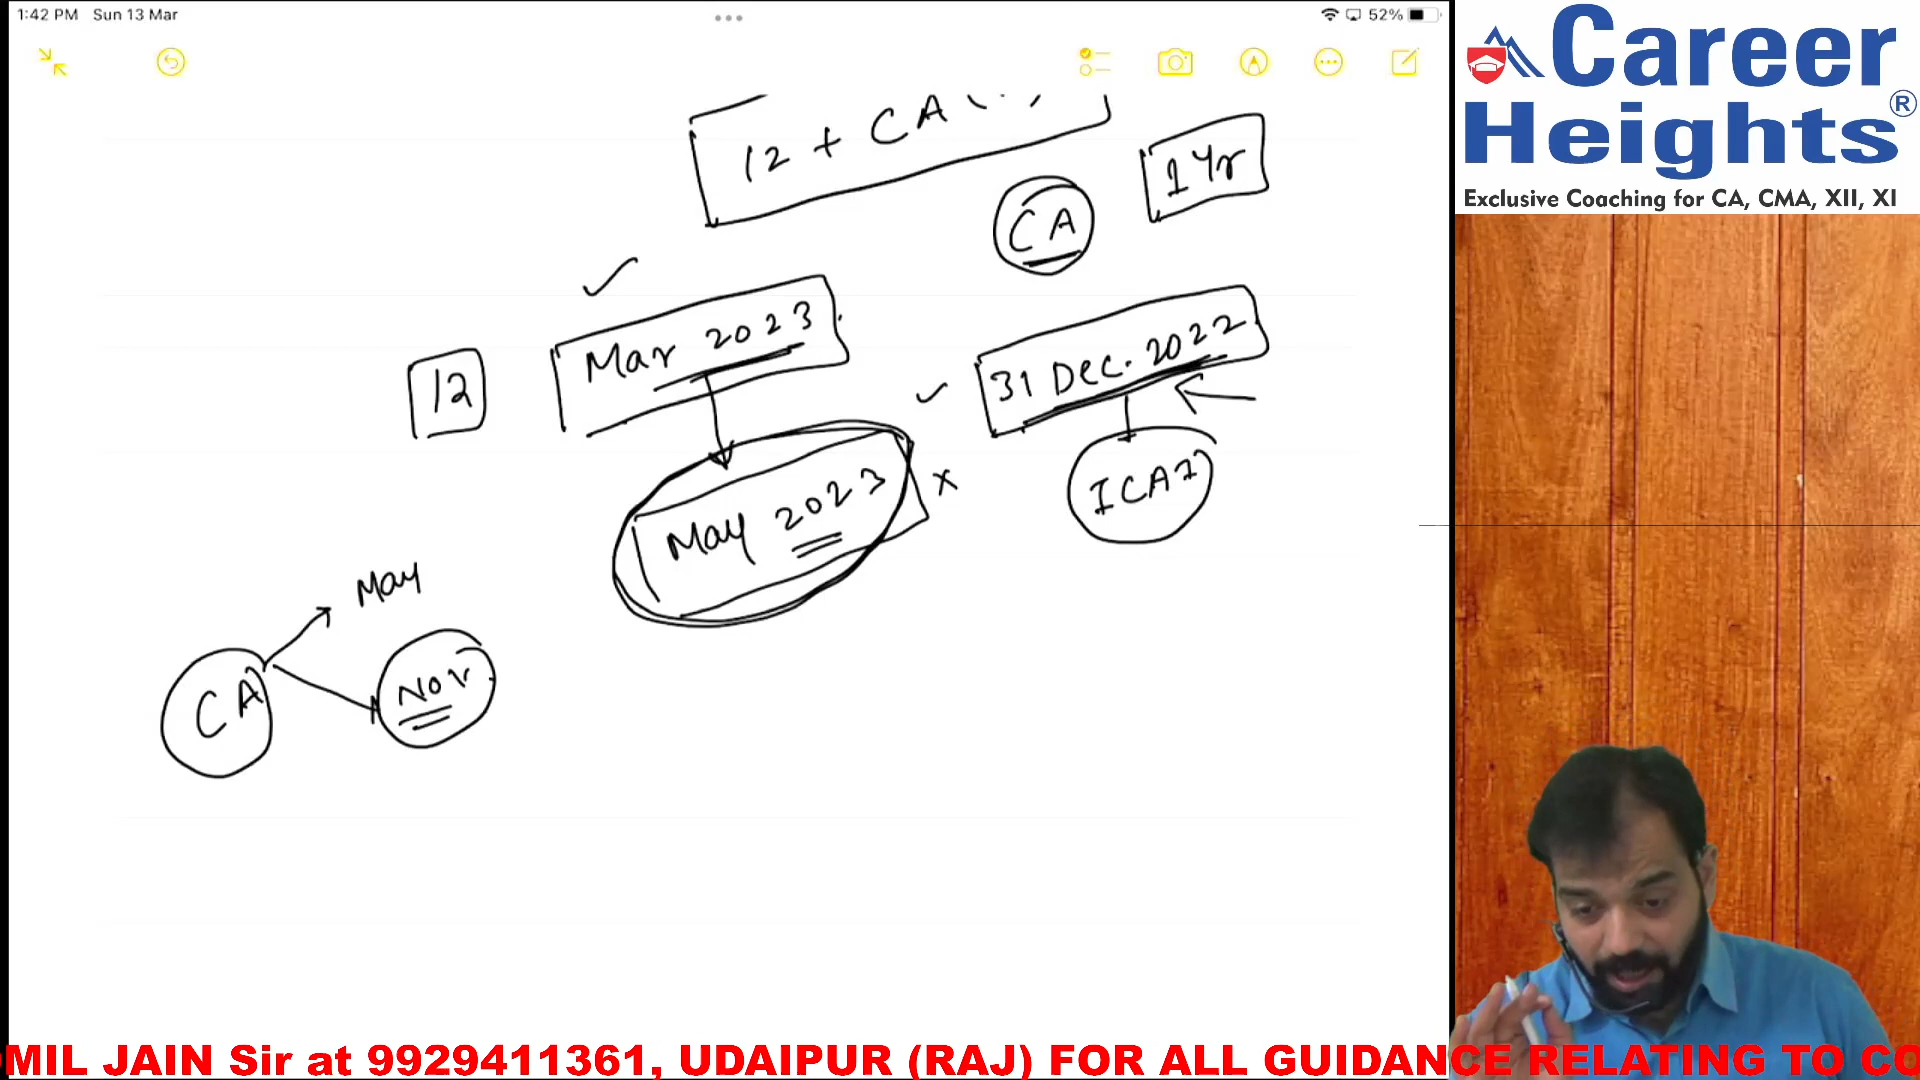 1:42 PM Sun 13 Mar
52%
Career
Heights®
Exclusive Coaching for CA, CMA, XII, XI
12 + CA
1 Yr
CA
12
Mar 2023
31 Dec. 2022
May 2023 x
ICAI
May
CA
Nov
MIL JAIN Sir at 9929411361, UDAIPUR (RAJ) FOR ALL GUIDANCE RELATING TO CO